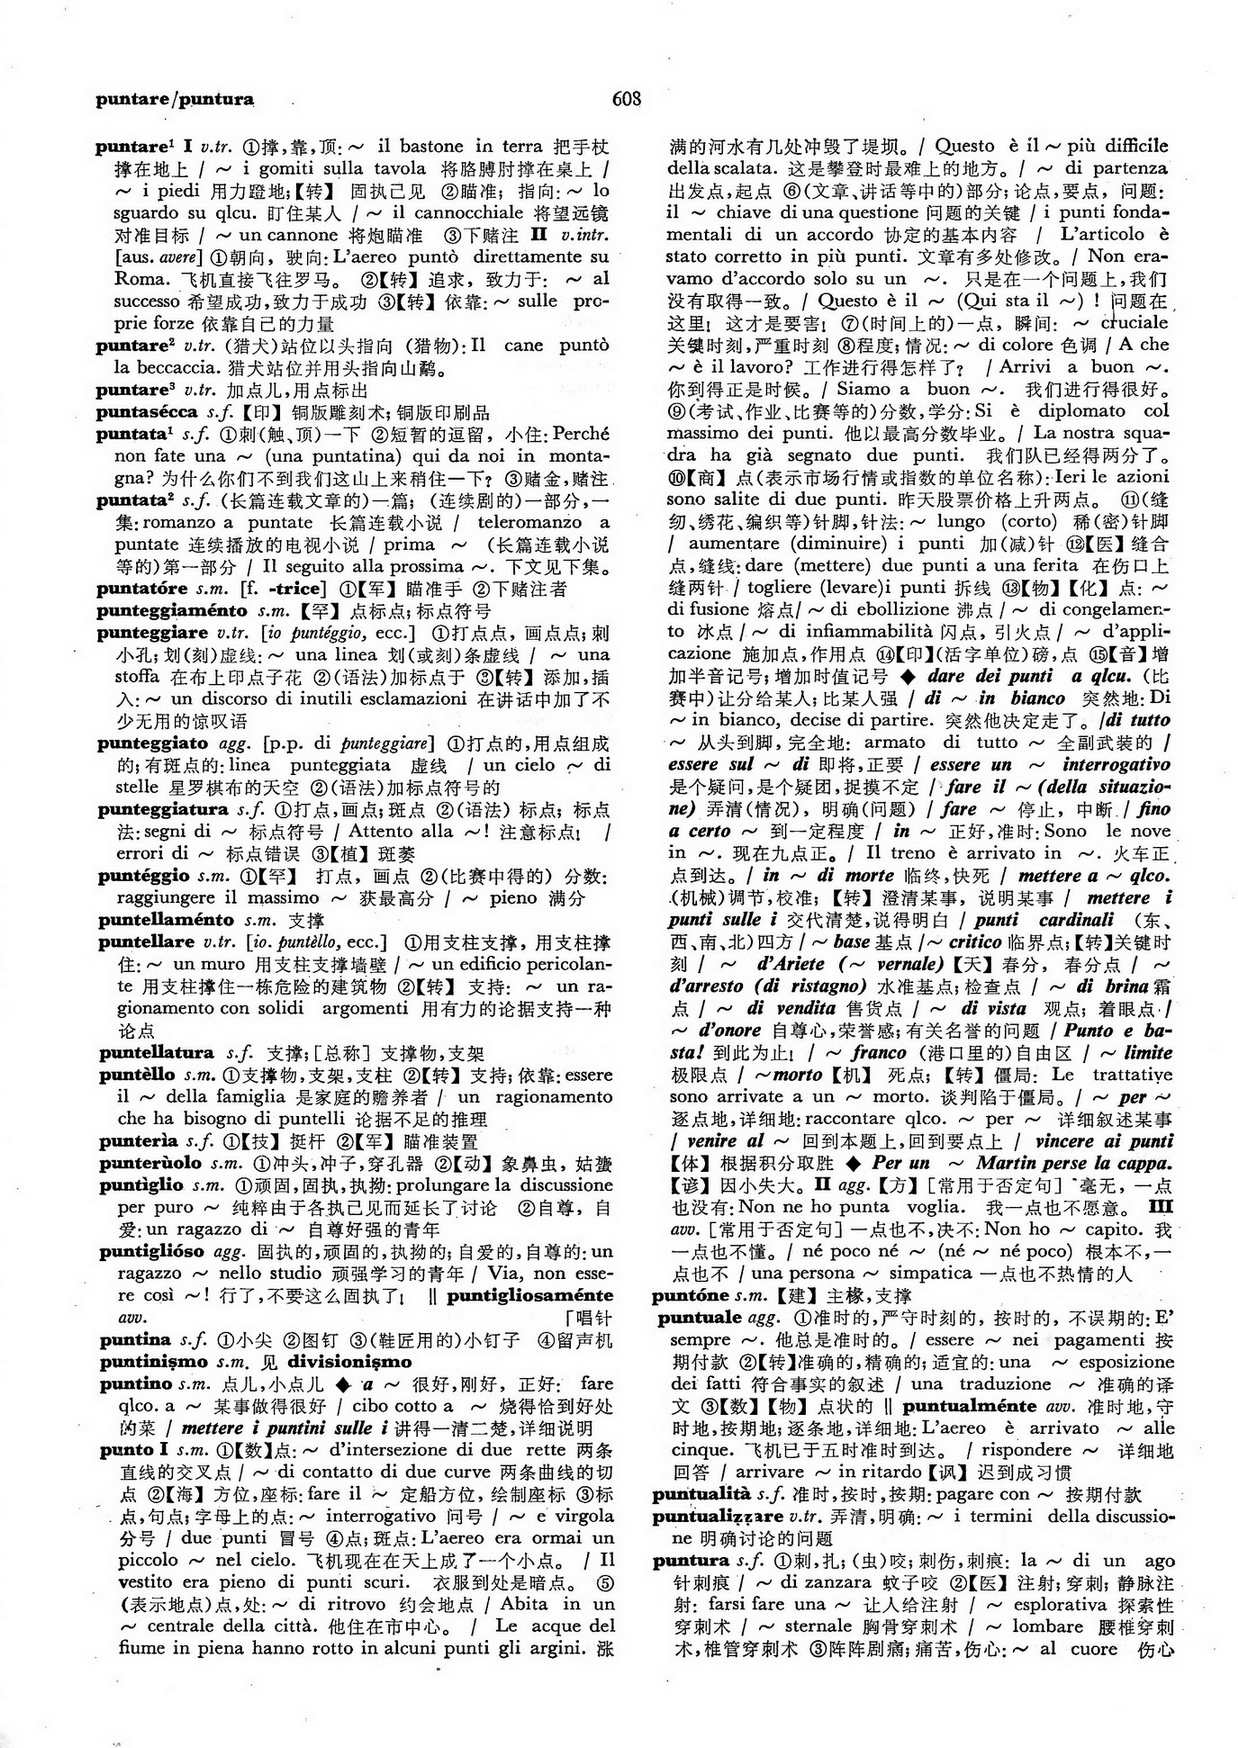 puntare/puntura
608
puntare¹ I v.tr. ①撑,靠,顶:~ il bastone in terra 把手杖
撑在地上 / ~ i gomiti sulla tavola 将胳膊肘撑在桌上 /
~ i piedi 用力蹬地;【转】 固执己见 ②瞄准; 指向:~ lo
sguardo su qlcu. 盯住某人 / ~ il cannocchiale 将望远镜
对准目标 / ~ un cannone 将炮瞄准 ③下赌注 II v.intr.
[aus. avere] ①朝向, 驶向:L'aereo puntò direttamente su
Roma. 飞机直接飞往罗马。 ②【转】追求, 致力于: ~ al
successo 希望成功,致力于成功 ③【转】依靠:~ sulle pro-
prie forze 依靠自己的力量
puntare² v.tr. (猎犬)站位以头指向 (猎物):Il cane puntò
la beccaccia. 猎犬站位并用头指向山鹬。
puntare³ v.tr. 加点儿,用点标出
puntasécca s.f.【印】铜版雕刻术;铜版印刷品
puntata¹ s.f. ①刺(触、顶)一下 ②短暂的逗留, 小住:Perché
non fate una ~ (una puntatina) qui da noi in monta-
gna? 为什么你们不到我们这山上来稍住一下? ③赌金,赌注
puntata² s.f. (长篇连载文章的)一篇; (连续剧的)一部分,一
集:romanzo a puntate 长篇连载小说 / teleromanzo a
puntate 连续播放的电视小说 / prima ~ (长篇连载小说
等的)第一部分 / Il seguito alla prossima ~. 下文见下集。
puntatóre s.m. [f. -trice] ①【军】瞄准手 ②下赌注者
punteggiaménto s.m.【罕】点标点;标点符号
punteggiare v.tr. [io puntéggio, ecc.] ①打点点, 画点点;刺
小孔;划(刻)虚线:~ una linea 划(或刻)条虚线 / ~ una
stoffa 在布上印点子花 ②(语法)加标点于 ③【转】添加,插
入:~ un discorso di inutili esclamazioni 在讲话中加了不
少无用的惊叹语
punteggiato agg. [p.p. di punteggiare] ①打点的,用点组成
的;有斑点的:linea punteggiata 虚线 / un cielo ~ di
stelle 星罗棋布的天空 ②(语法)加标点符号的
punteggiatura s.f. ①打点,画点;斑点 ②(语法) 标点; 标点
法:segni di ~ 标点符号 / Attento alla ~! 注意标点! /
errori di ~ 标点错误 ③【植】斑萎
puntéggio s.m. ①【罕】 打点, 画点 ②(比赛中得的) 分数:
raggiungere il massimo ~ 获最高分 / ~ pieno 满分
puntellaménto s.m. 支撑
puntellare v.tr. [io. puntèllo, ecc.] ①用支柱支撑, 用支柱撑
住:~ un muro 用支柱支撑墙壁 / ~ un edificio pericolan-
te 用支柱撑住一栋危险的建筑物 ②【转】支持: ~ un ra-
gionamento con solidi argomenti 用有力的论据支持一种
论点
puntellatura s.f. 支撑;[总称] 支撑物,支架
puntèllo s.m. ①支撑物,支架,支柱 ②【转】支持;依靠:essere
il ~ della famiglia 是家庭的赡养者 / un ragionamento
che ha bisogno di puntelli 论据不足的推理
punterìa s.f. ①【技】挺杆 ②【军】瞄准装置
punteruòlo s.m. ①冲头,冲子,穿孔器 ②【动】象鼻虫, 姑䗐
puntìglio s.m. ①顽固,固执,执拗:prolungare la discussione
per puro ~ 纯粹由于各执己见而延长了讨论 ②自尊, 自
爱:un ragazzo di ~ 自尊好强的青年
puntiglióso agg. 固执的,顽固的,执拗的;自爱的,自尊的:un
ragazzo ~ nello studio 顽强学习的青年 / Via, non esse-
re così ~! 行了,不要这么固执了! ‖ puntigliosaménte
avv. 「唱针
puntina s.f. ①小尖 ②图钉 ③(鞋匠用的)小钉子 ④留声机
puntinişmo s.m. 见 divisionişmo
puntino s.m. 点儿,小点儿 ◆ a ~ 很好,刚好, 正好: fare
qlco. a ~ 某事做得很好 / cibo cotto a ~ 烧得恰到好处
的菜 / mettere i puntini sulle i 讲得一清二楚,详细说明
punto I s.m. ①【数】点:~ d'intersezione di due rette 两条
直线的交叉点 / ~ di contatto di due curve 两条曲线的切
点 ②【海】方位,座标:fare il ~ 定船方位, 绘制座标 ③标
点,句点;字母上的点:~ interrogativo 问号 / ~ e virgola
分号 / due punti 冒号 ④点;斑点:L'aereo era ormai un
piccolo ~ nel cielo. 飞机现在在天上成了一个小点。 / Il
vestito era pieno di punti scuri. 衣服到处是暗点。 ⑤
(表示地点)点,处:~ di ritrovo 约会地点 / Abita in un
~ centrale della città. 他住在市中心。 / Le acque del
fiume in piena hanno rotto in alcuni punti gli argini. 涨
满的河水有几处冲毁了堤坝。/ Questo è il ~ più difficile
della scalata. 这是攀登时最难上的地方。/ ~ di partenza
出发点,起点 ⑥(文章、讲话等中的)部分;论点,要点, 问题:
il ~ chiave di una questione 问题的关键 / i punti fonda-
mentali di un accordo 协定的基本内容 / L'articolo è
stato corretto in più punti. 文章有多处修改。/ Non era-
vamo d'accordo solo su un ~. 只是在一个问题上,我们
没有取得一致。/ Questo è il ~ (Qui sta il ~) ! 问题在
这里! 这才是要害! ⑦(时间上的)一点, 瞬间: ~ cruciale
关键时刻,严重时刻 ⑧程度;情况:~ di colore 色调 / A che
~ è il lavoro? 工作进行得怎样了? / Arrivi a buon ~.
你到得正是时候。/ Siamo a buon ~. 我们进行得很好。
⑨(考试、作业、比赛等的)分数,学分:Si è diplomato col
massimo dei punti. 他以最高分数毕业。/ La nostra squa-
dra ha già segnato due punti. 我们队已经得两分了。
⑩【商】点(表示市场行情或指数的单位名称):Ieri le azioni
sono salite di due punti. 昨天股票价格上升两点。 ⑪(缝
纫、绣花、编织等)针脚,针法:~ lungo (corto) 稀(密)针脚
/ aumentare (diminuire) i punti 加(减)针 ⑫【医】缝合
点,缝线:dare (mettere) due punti a una ferita 在伤口上
缝两针 / togliere (levare) i punti 拆线 ⑬【物】【化】点: ~
di fusione 熔点/ ~ di ebollizione 沸点 / ~ di congelamen-
to 冰点 / ~ di infiammabilità 闪点, 引火点 / ~ d'appli-
cazione 施加点,作用点 ⑭【印】(活字单位)磅,点 ⑮【音】增
加半音记号;增加时值记号 ◆ dare dei punti a qlcu. (比
赛中)让分给某人;比某人强 / di ~ in bianco 突然地:Di
~ in bianco, decise di partire. 突然他决定走了。/di tutto
~ 从头到脚,完全地: armato di tutto ~ 全副武装的 /
essere sul ~ di 即将,正要 / essere un ~ interrogativo
是个疑问,是个疑团,捉摸不定 / fare il ~ (della situazio-
ne) 弄清(情况), 明确(问题) / fare ~ 停止, 中断 / fino
a certo ~ 到一定程度 / in ~ 正好,准时:Sono le nove
in ~. 现在九点正。/ Il treno è arrivato in ~. 火车正
点到达。/ in ~ di morte 临终,快死 / mettere a ~ qlco.
(机械)调节,校准;【转】澄清某事, 说明某事 / mettere i
punti sulle i 交代清楚,说得明白 / punti cardinali (东、
西、南、北)四方 / ~ base 基点 /~ critico 临界点;【转】关键时
刻 / ~ d'Ariete (~ vernale)【天】春分, 春分点 / ~
d'arresto (di ristagno) 水准基点;检查点 / ~ di brina 霜
点 / ~ di vendita 售货点 / ~ di vista 观点; 着眼点 /
~ d'onore 自尊心,荣誉感;有关名誉的问题 / Punto e ba-
sta! 到此为止! / ~ franco (港口里的)自由区 / ~ limite
极限点 / ~morto【机】 死点;【转】僵局: Le trattative
sono arrivate a un ~ morto. 谈判陷于僵局。/ ~ per ~
逐点地,详细地:raccontare qlco. ~ per ~ 详细叙述某事
/ venire al ~ 回到本题上,回到要点上 / vincere ai punti
【体】根据积分取胜 ◆ Per un ~ Martin perse la cappa.
【谚】因小失大。II agg.【方】[常用于否定句] 毫无, 一点
也没有:Non ne ho punta voglia. 我一点也不愿意。 III
avv. [常用于否定句] 一点也不,决不:Non ho ~ capito. 我
一点也不懂。/ né poco né ~ (né ~ né poco) 根本不,一
点也不 / una persona ~ simpatica 一点也不热情的人
puntóne s.m.【建】主椽,支撑
puntuale agg. ①准时的,严守时刻的, 按时的, 不误期的:E'
sempre ~. 他总是准时的。/ essere ~ nei pagamenti 按
期付款 ②【转】准确的,精确的;适宜的:una ~ esposizione
dei fatti 符合事实的叙述 / una traduzione ~ 准确的译
文 ③【数】【物】点状的 ‖ puntualménte avv. 准时地,守
时地,按期地;逐条地,详细地:L'aereo è arrivato ~ alle
cinque. 飞机已于五时准时到达。 / rispondere ~ 详细地
回答 / arrivare ~ in ritardo【讽】迟到成习惯
puntualità s.f. 准时,按时,按期:pagare con ~ 按期付款
puntualiẓẓare v.tr. 弄清,明确:~ i termini della discussio-
ne 明确讨论的问题
puntura s.f. ①刺,扎;(虫)咬;刺伤,刺痕: la ~ di un ago
针刺痕 / ~ di zanzara 蚊子咬 ②【医】注射;穿刺;静脉注
射: farsi fare una ~ 让人给注射 / ~ esplorativa 探索性
穿刺术 / ~ sternale 胸骨穿刺术 / ~ lombare 腰椎穿刺
术,椎管穿刺术 ③阵阵剧痛;痛苦,伤心:~ al cuore 伤心